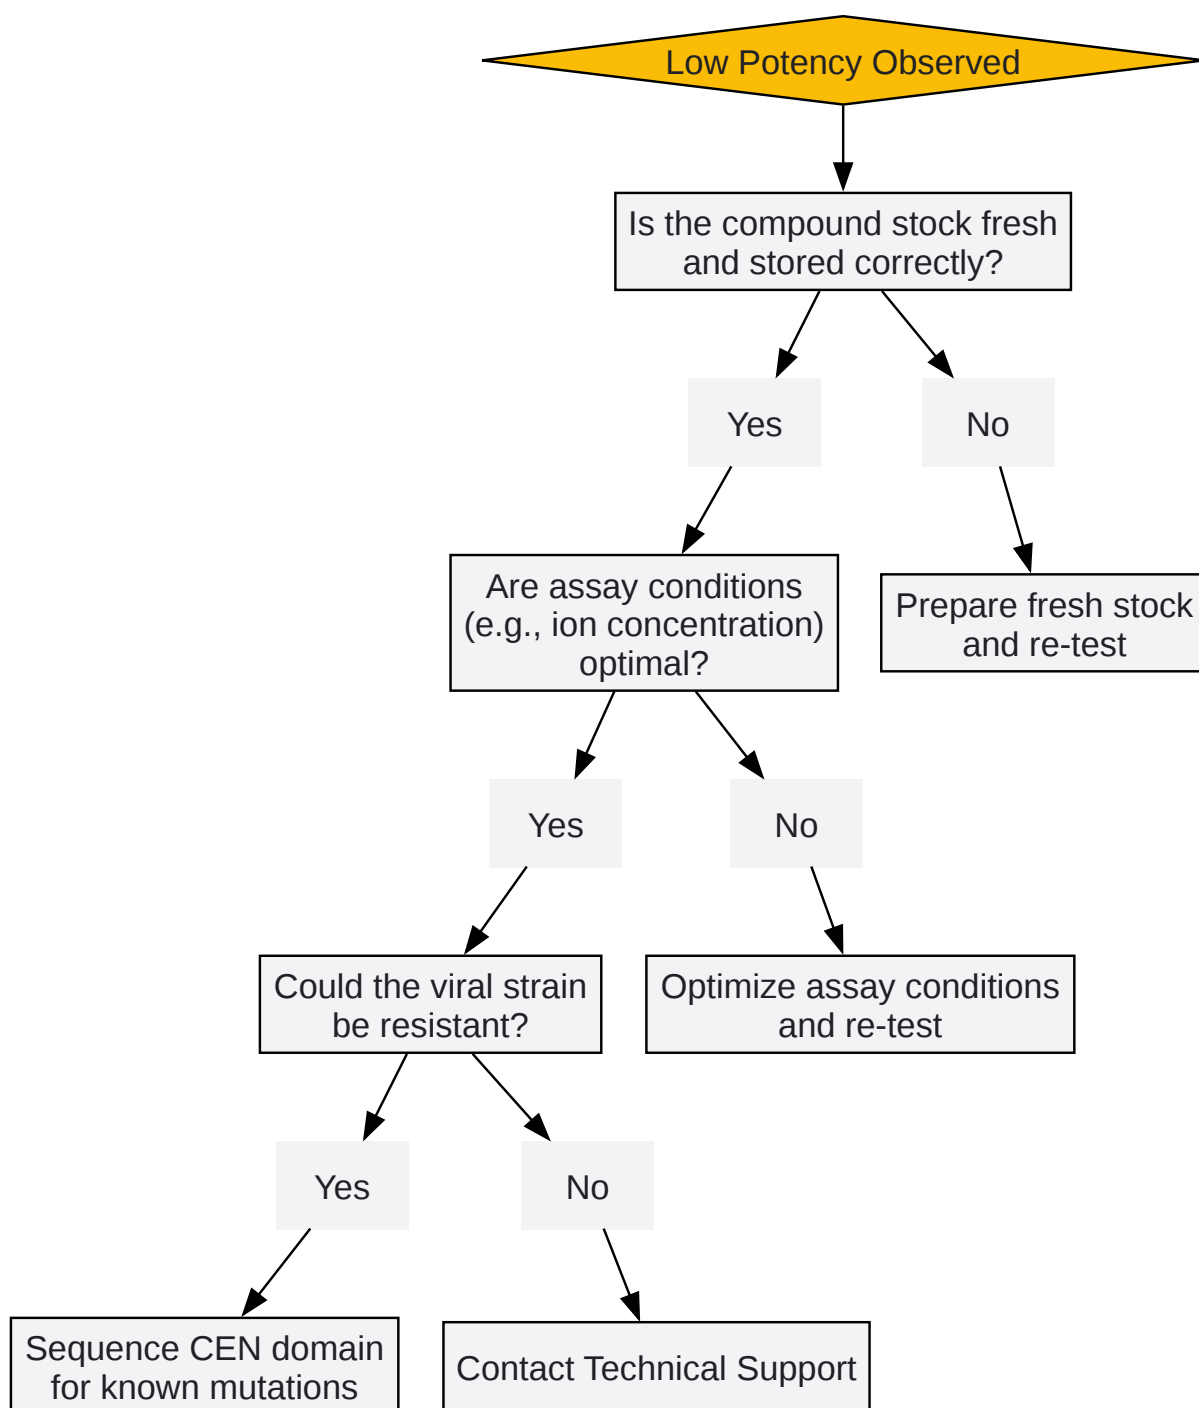 Low Potency Observed
Is the compound stock fresh
and stored correctly?
Yes
No
Are assay conditions
(e.g., ion concentration)
optimal?
Prepare fresh stock
and re-test
Yes
No
Could the viral strain
be resistant?
Optimize assay conditions
and re-test
Yes
No
Sequence CEN domain
for known mutations
Contact Technical Support